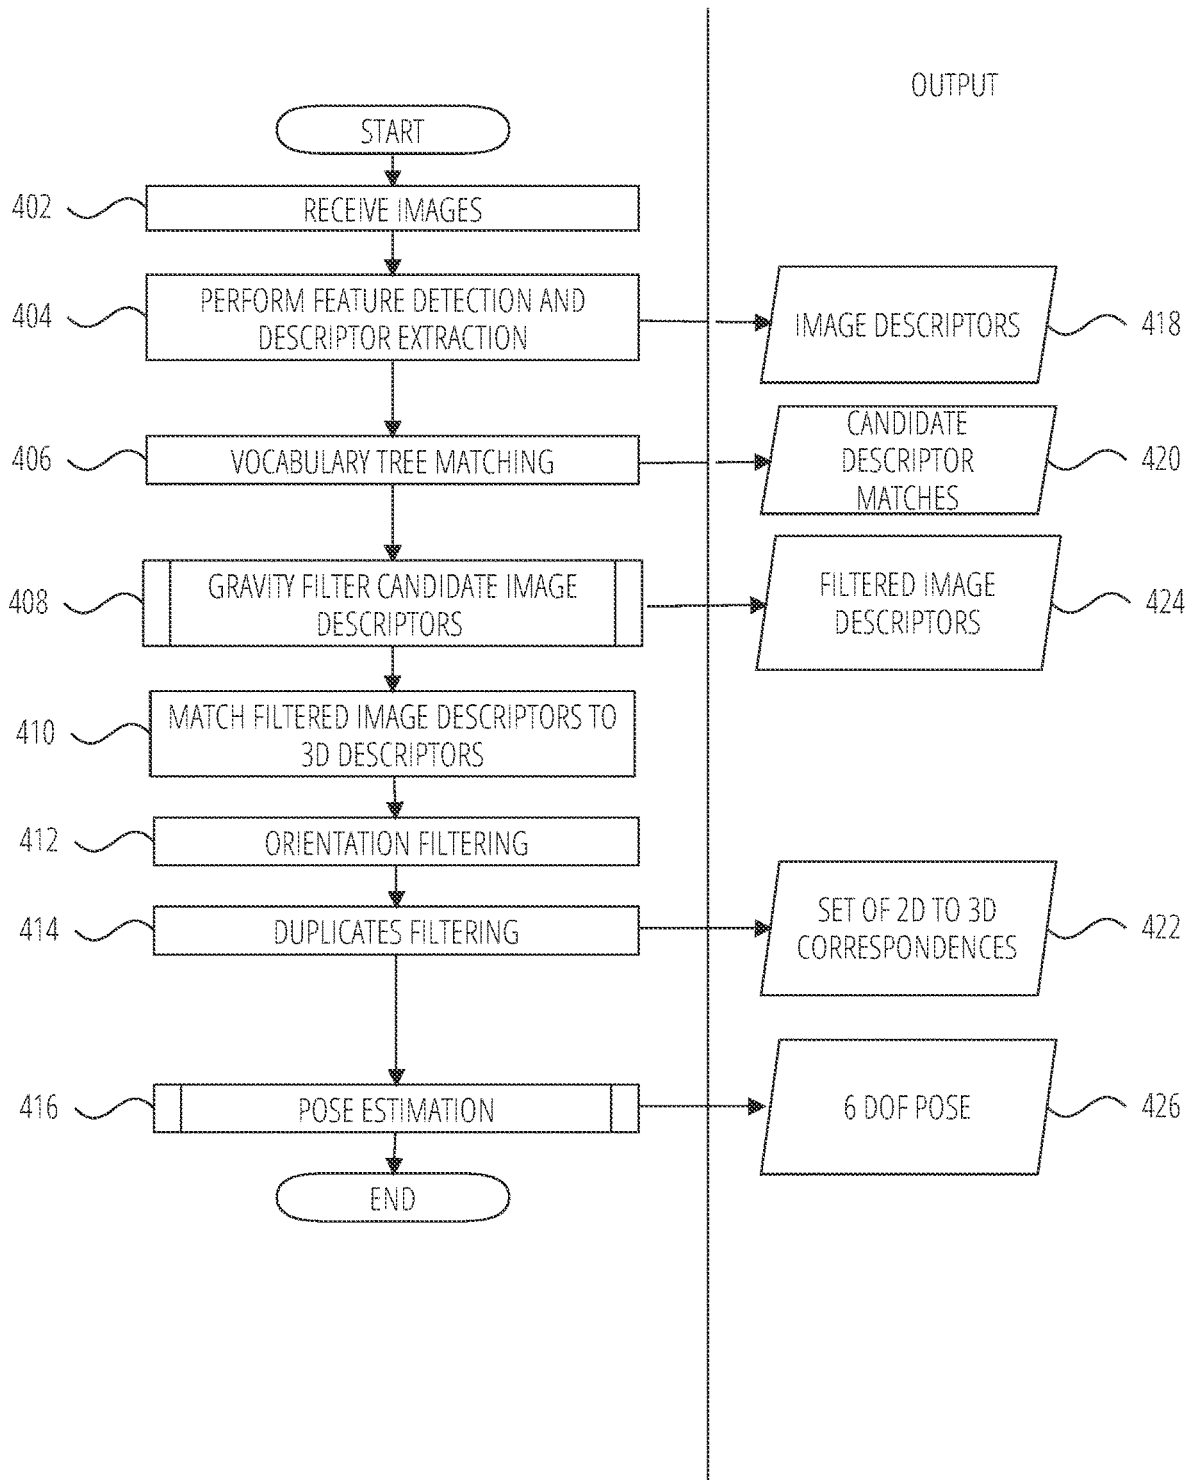 OUTPUT
START
402
RECEIVE IMAGES
404
PERFORM FEATURE DETECTION AND
DESCRIPTOR EXTRACTION
IMAGE DESCRIPTORS
418
406
VOCABULARY TREE MATCHING
CANDIDATE
DESCRIPTOR
MATCHES
420
408
GRAVITY FILTER CANDIDATE IMAGE
DESCRIPTORS
FILTERED IMAGE
DESCRIPTORS
424
410
MATCH FILTERED IMAGE DESCRIPTORS TO
3D DESCRIPTORS
412
ORIENTATION FILTERING
414
DUPLICATES FILTERING
SET OF 2D TO 3D
CORRESPONDENCES
422
416
POSE ESTIMATION
6 DOF POSE
426
END